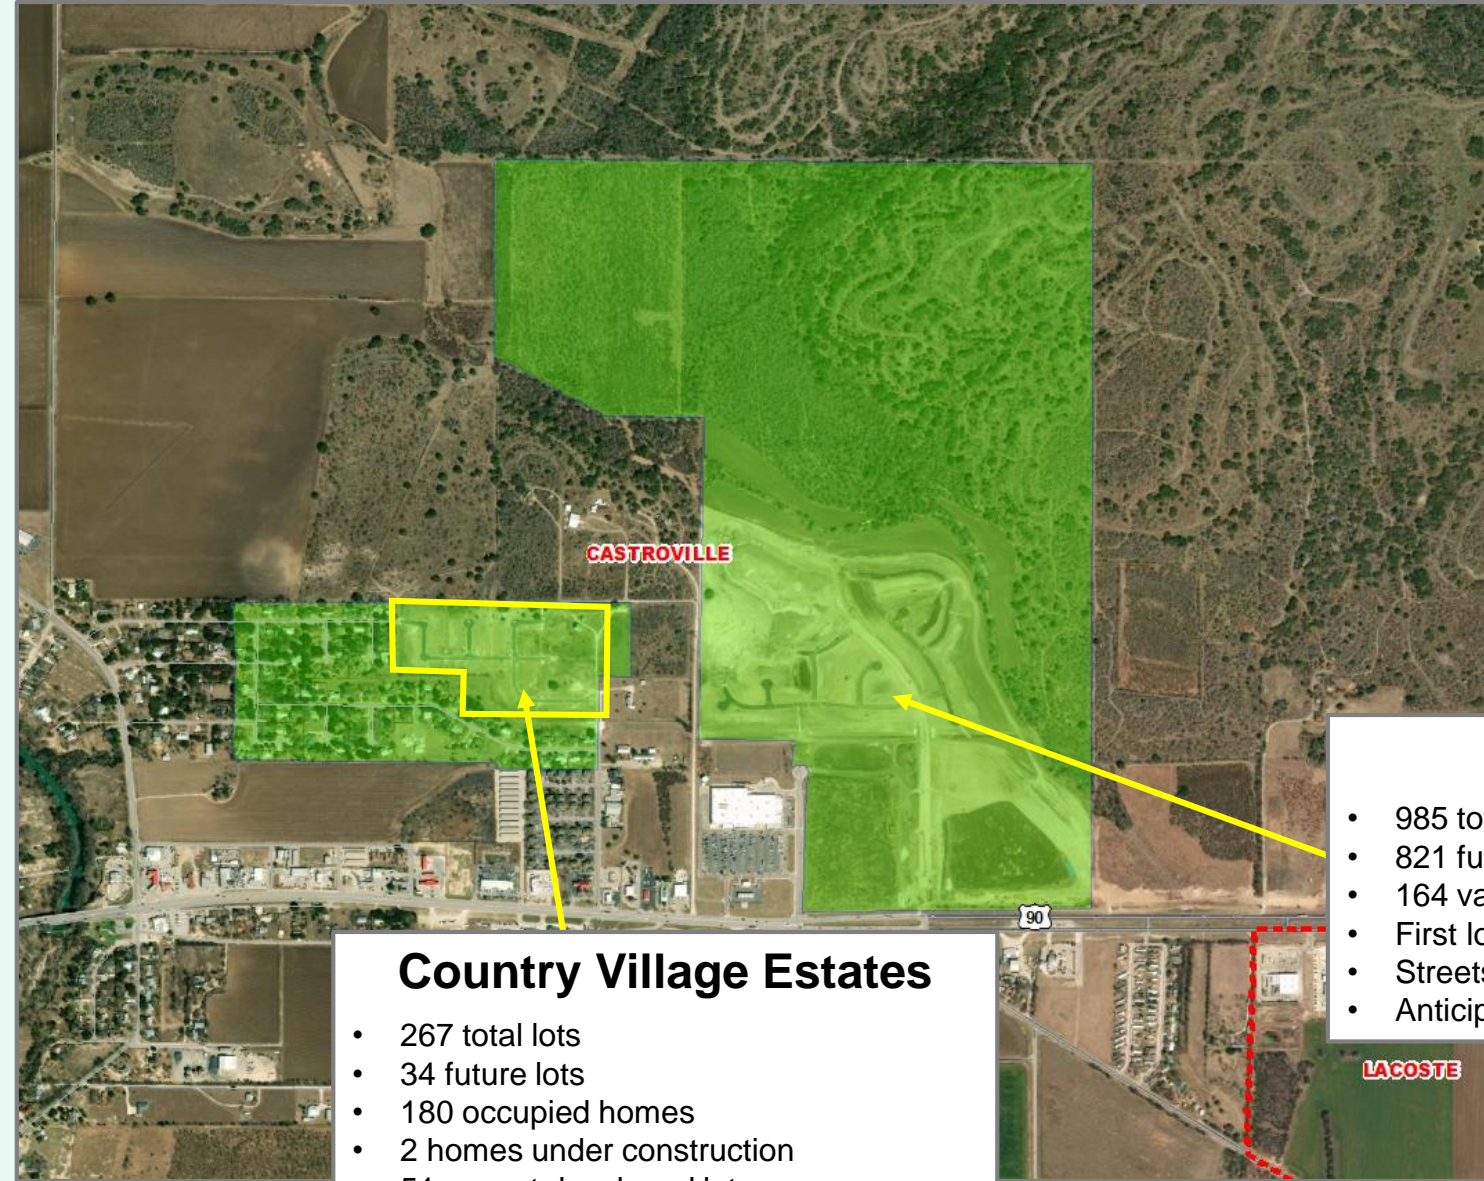 CASTROVILLE
90
Country Village Estates
• 267 total lots
• 34 future lots
• 180 occupied homes
• 2 homes under construction
• 985 to
• 821 fu
• 164 va
• First lo
• Streets
• Anticip
LACOSTE